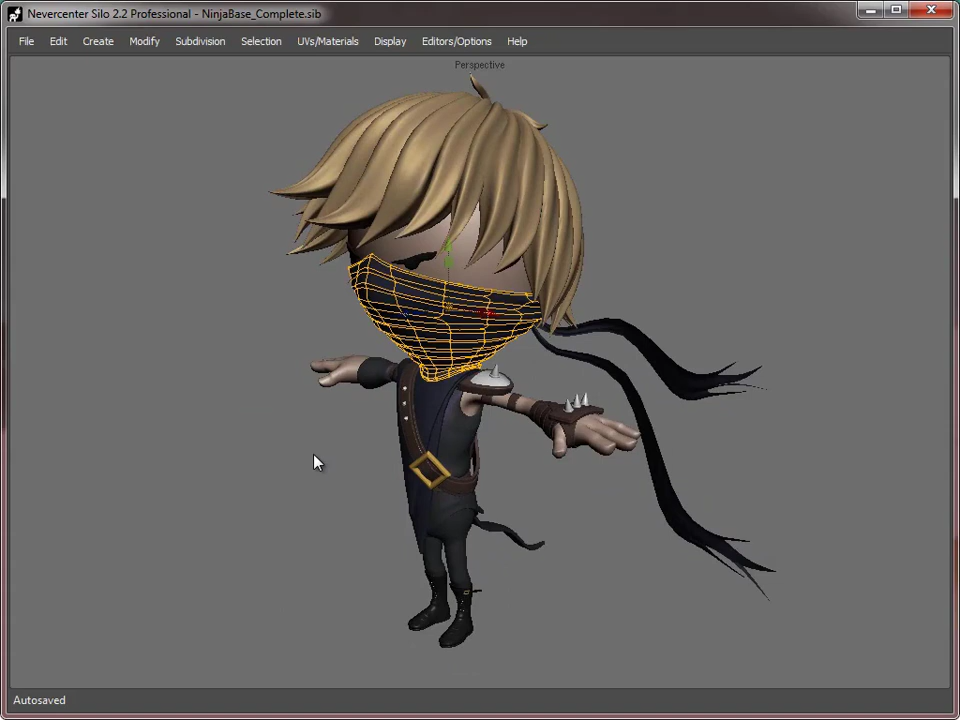 Nevercenter Silo 2.2 Professional - NinjaBase_Complete.sib
File Edit Create Modify Subdivision Selection UVs/Materials Display Editors/Options Help
Perspective
Autosaved